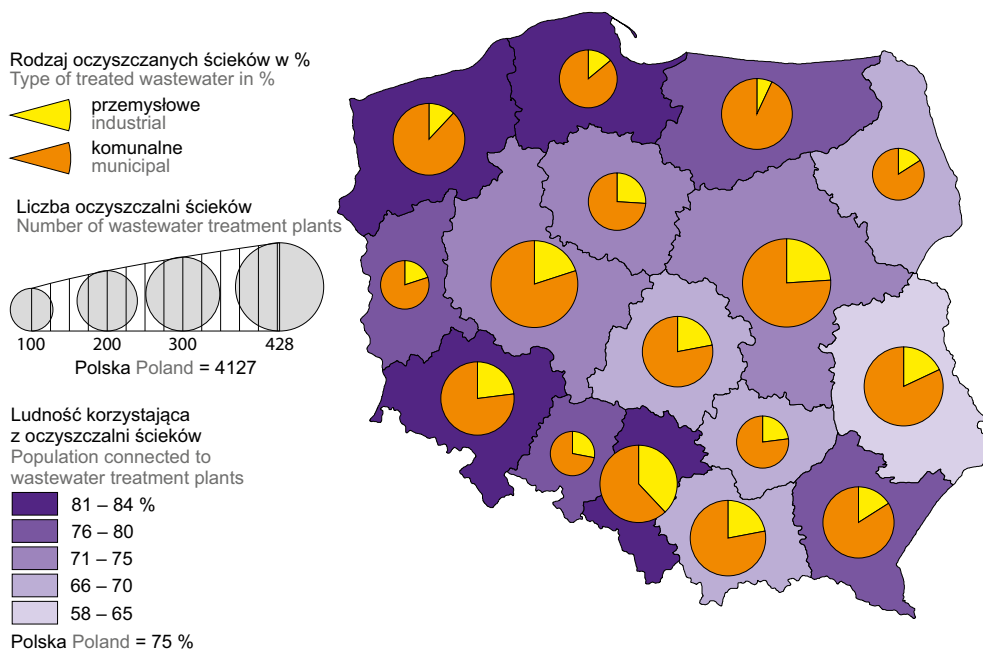 Rodzaj oczyszczanych ścieków w %
Type of treated wastewater in %
przemysłowe
industrial
komunalne
municipal
Liczba oczyszczalni ścieków
Number of wastewater treatment plants
100 200 300 428
Polska Poland = 4127
Ludność korzystająca
z oczyszczalni ścieków
Population connected to
wastewater treatment plants
81 – 84 %
76 – 80
71 – 75
66 – 70
58 – 65
Polska Poland = 75 %